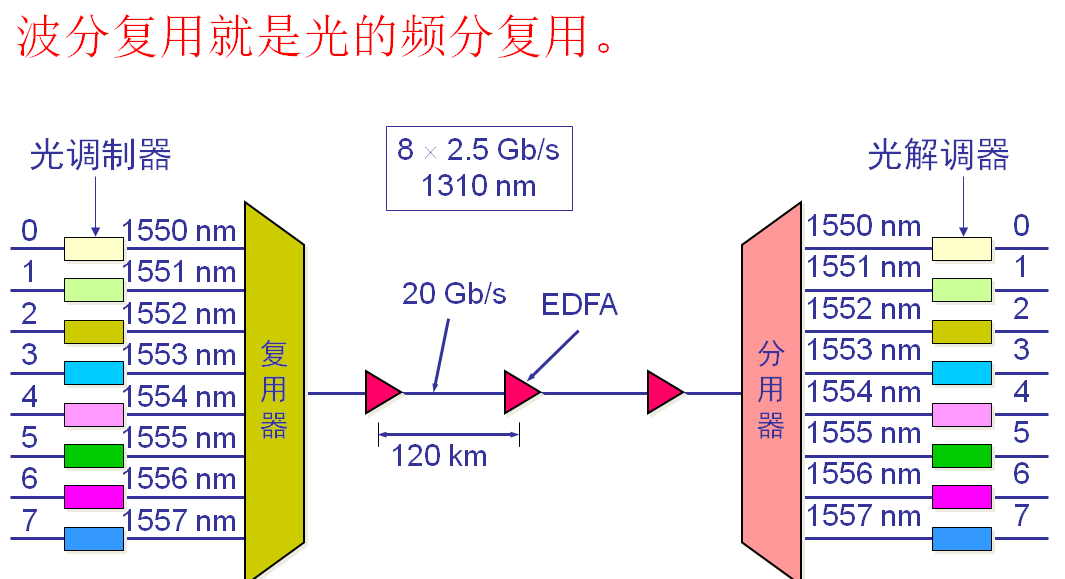 波分复用就是光的频分复用。
光调制器
8 × 2.5 Gb/s
1310 nm
光解调器
0 1550 nm
1 1551 nm
2 1552 nm
3 1553 nm
4 1554 nm
5 1555 nm
6 1556 nm
7 1557 nm
复用器
20 Gb/s
EDFA
120 km
分用器
1550 nm 0
1551 nm 1
1552 nm 2
1553 nm 3
1554 nm 4
1555 nm 5
1556 nm 6
1557 nm 7